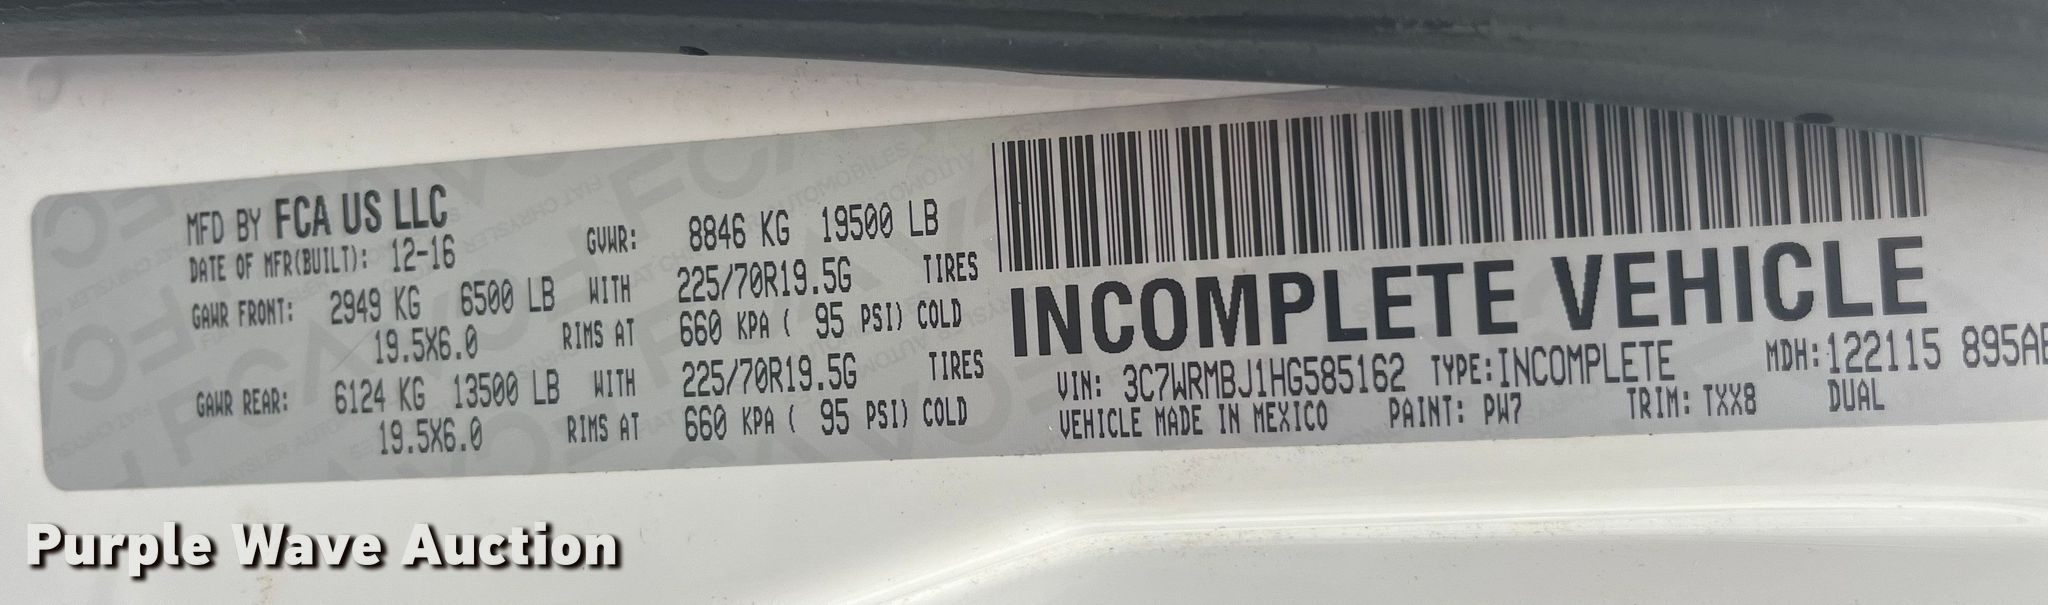 MFD BY FCA US LLC
DATE OF MFR(BUILT): 12-16 GVWR: 8846 KG 19500 LB
GAWR FRONT: 2949 KG 6500 LB WITH 225/70R19.5G TIRES
19.5X6.0 RIMS AT 660 KPA ( 95 PSI) COLD
GAWR REAR: 6124 KG 13500 LB WITH 225/70R19.5G TIRES
19.5X6.0 RIMS AT 660 KPA ( 95 PSI) COLD
INCOMPLETE VEHICLE
VIN: 3C7WRMBJ1HG585162 TYPE: INCOMPLETE MDH: 122115
VEHICLE MADE IN MEXICO PAINT: PW7 TRIM: TXX8 DUAL
Purple Wave Auction